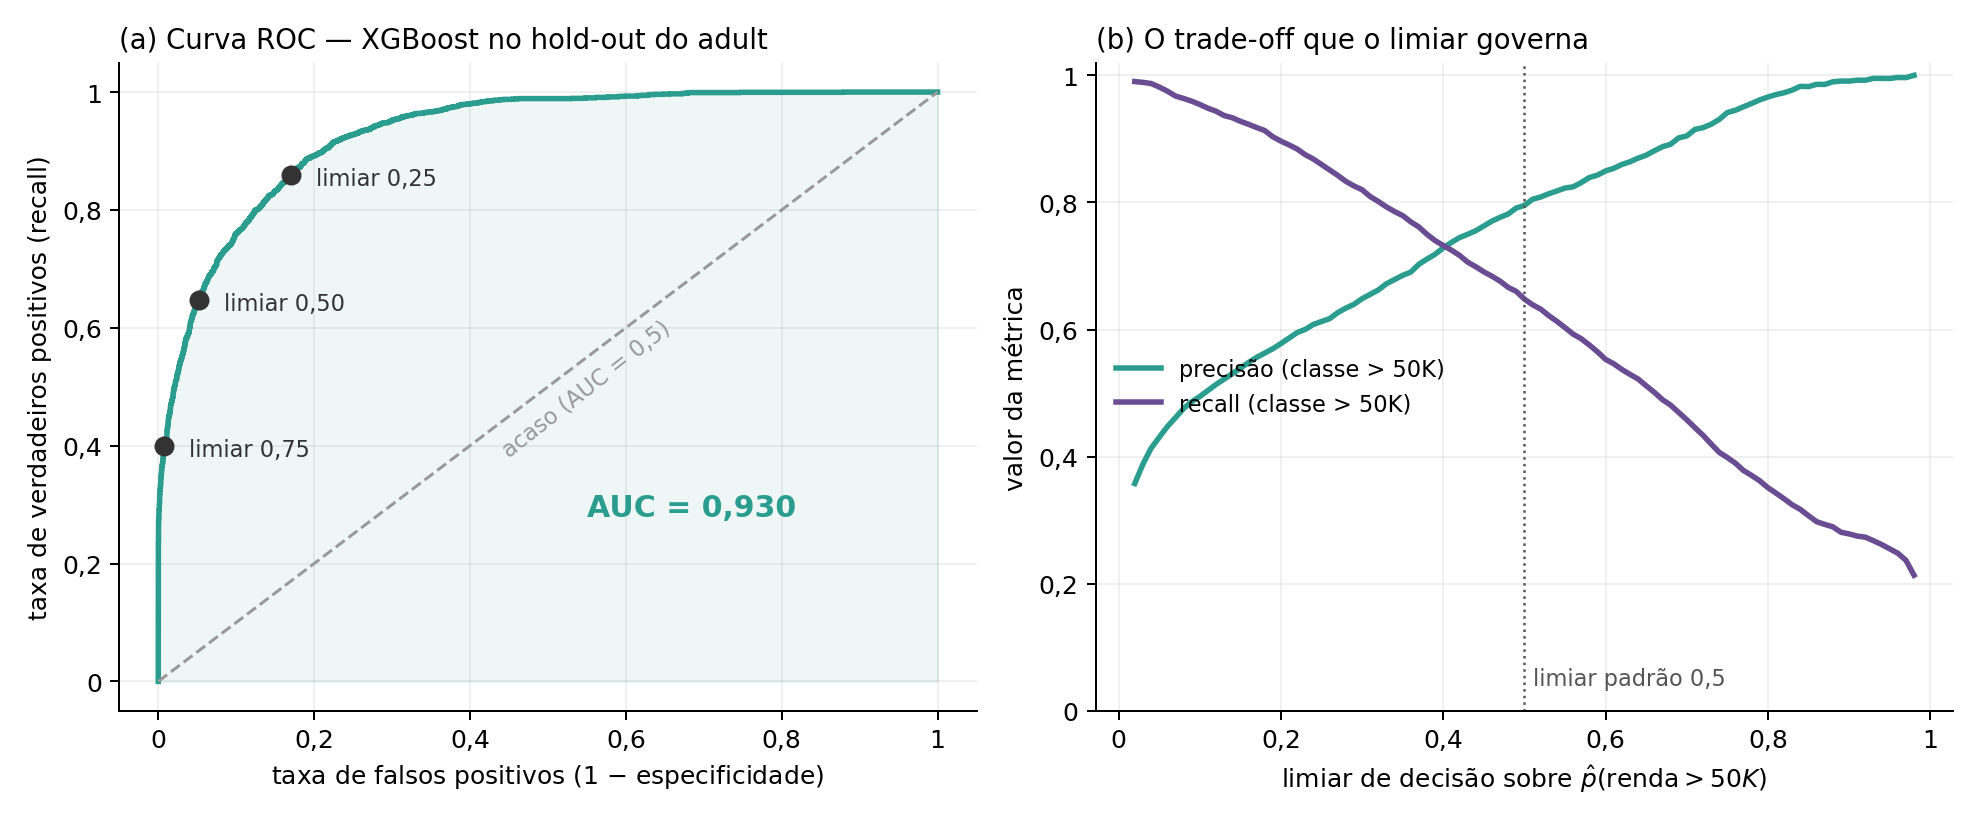 (a) Curva ROC — XGBoost no hold-out do adult
taxa de verdadeiros positivos (recall)
1
0,8
0,6
0,4
0,2
0
limiar 0,25
limiar 0,50
limiar 0,75
acaso (AUC = 0,5)
AUC = 0,930
0
0,2
0,4
0,6
0,8
1
taxa de falsos positivos (1 − especificidade)
(b) O trade-off que o limiar governa
valor da métrica
1
0,8
0,6
0,4
0,2
0
precisão (classe > 50K)
recall (classe > 50K)
limiar padrão 0,5
0
0,2
0,4
0,6
0,8
1
limiar de decisão sobre p̂(renda > 50K)